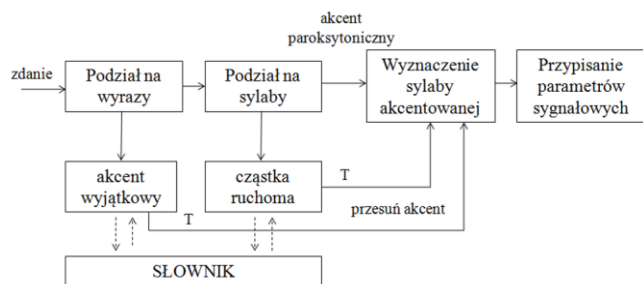 akcent
paroksytoniczny
zdanie
Podział na
wyrazy
Podział na
sylaby
Wyznaczenie
sylaby
akcentowanej
Przypisanie
parametrów
sygnałowych
akcent
wyjątkowy
cząstka
ruchoma
T
T
przesuń akcent
SŁOWNIK